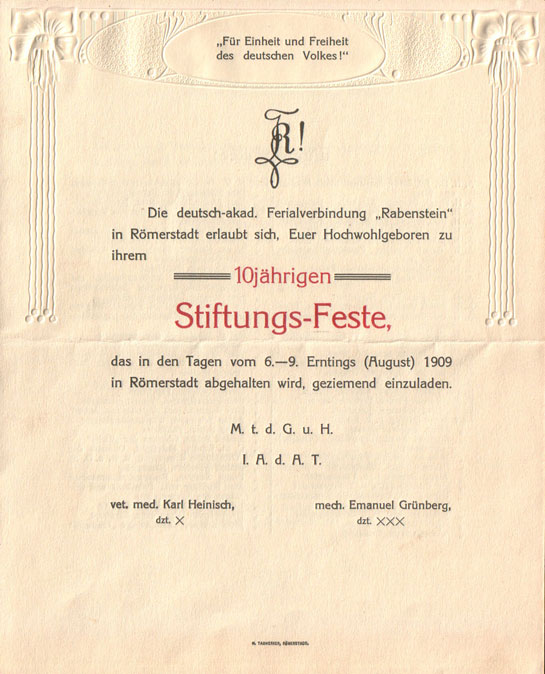 „Für Einheit und Freiheit
des deutschen Volkes!“
R!
Die deutsch-akad. Ferialverbindung „Rabenstein“
in Römerstadt erlaubt sich, Euer Hochwohlgeboren zu
ihrem
10jährigen
Stiftungs-Feste,
das in den Tagen vom 6.—9. Erntings (August) 1909
in Römerstadt abgehalten wird, geziemend einzuladen.
M. t. d. G. u. H.
I. A. d. A. T.
vet. med. Karl Heinisch,
dzt. X
mech. Emanuel Grünberg,
dzt. XXX
RÖMERSTADT.